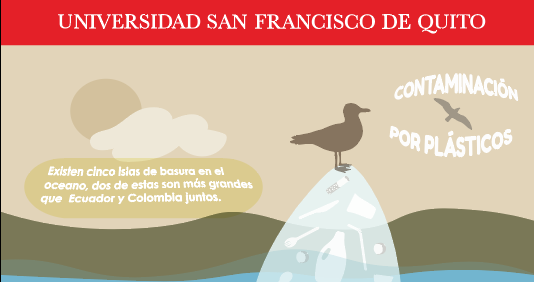 UNIVERSIDAD SAN FRANCISCO DE QUITO
CONTAMINACIÓN
POR PLÁSTICOS
Existen cinco islas de basura en el
oceano, dos de estas son más grandes
que Ecuador y Colombia juntos.